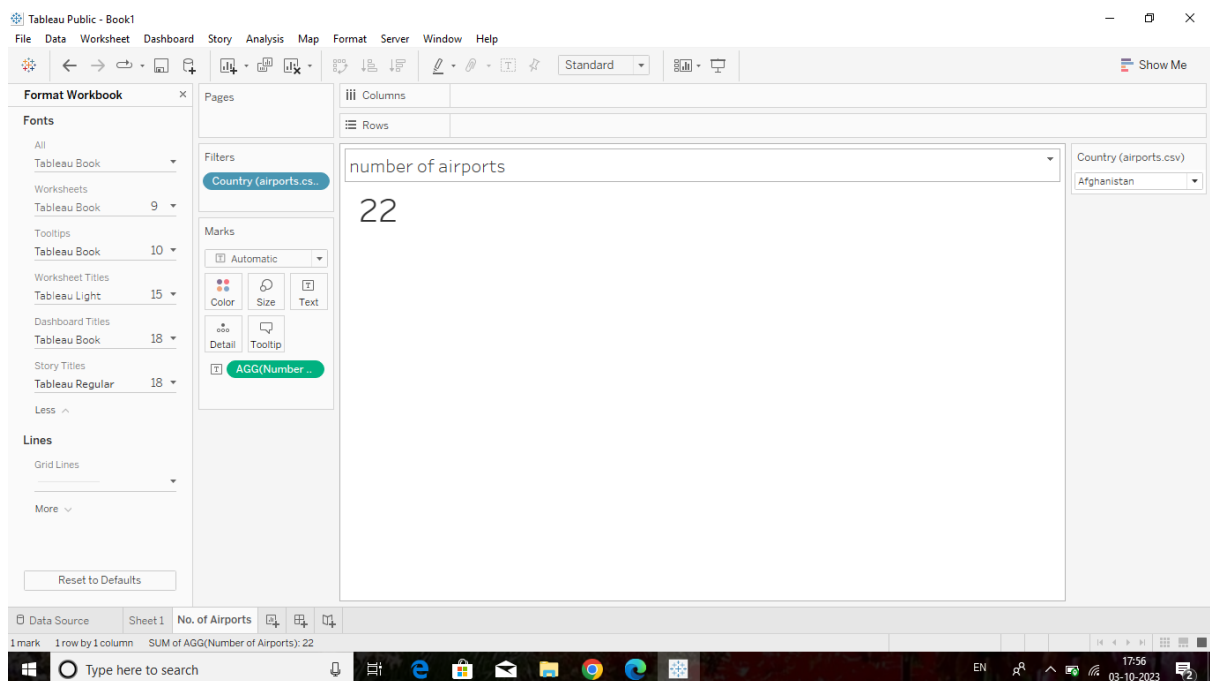 Tableau Public - Book1
File Data Worksheet Dashboard Story Analysis Map Format Server Window Help
Standard
Show Me
Format Workbook
Fonts
All
Tableau Book
Worksheets
Tableau Book 9
Tooltips
Tableau Book 10
Worksheet Titles
Tableau Light 15
Dashboard Titles
Tableau Book 18
Story Titles
Tableau Regular 18
Less
Lines
Grid Lines
More
Reset to Defaults
Pages
Filters
Country (airports.cs..
Marks
Automatic
Color Size Text
Detail Tooltip
AGG(Number ..
Columns
Rows
number of airports
22
Country (airports.csv)
Afghanistan
Data Source Sheet 1 No. of Airports
1 mark 1 row by 1 column SUM of AGG(Number of Airports): 22
Type here to search
EN
17:56
03-10-2023
2